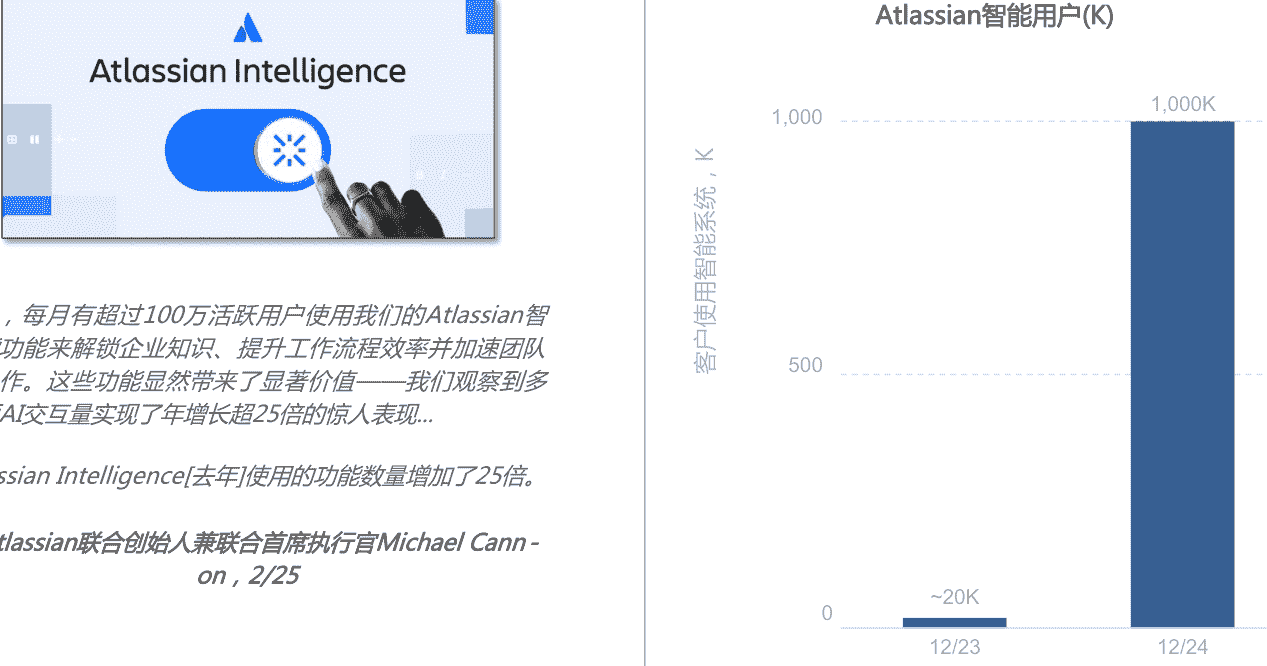 Atlassian Intelligence
，每月有超过100万活跃用户使用我们的Atlassian智
功能来解锁企业知识、提升工作流程效率并加速团队
作。这些功能显然带来了显著价值——我们观察到多
AI交互量实现了年增长超25倍的惊人表现...
ssian Intelligence[去年]使用的功能数量增加了25倍。
tlassian联合创始人兼联合首席执行官Michael Cann-
on，2/25
Atlassian智能用户(K)
客户使用智能系统，K
1,000
500
0
~20K
1,000K
12/23
12/24